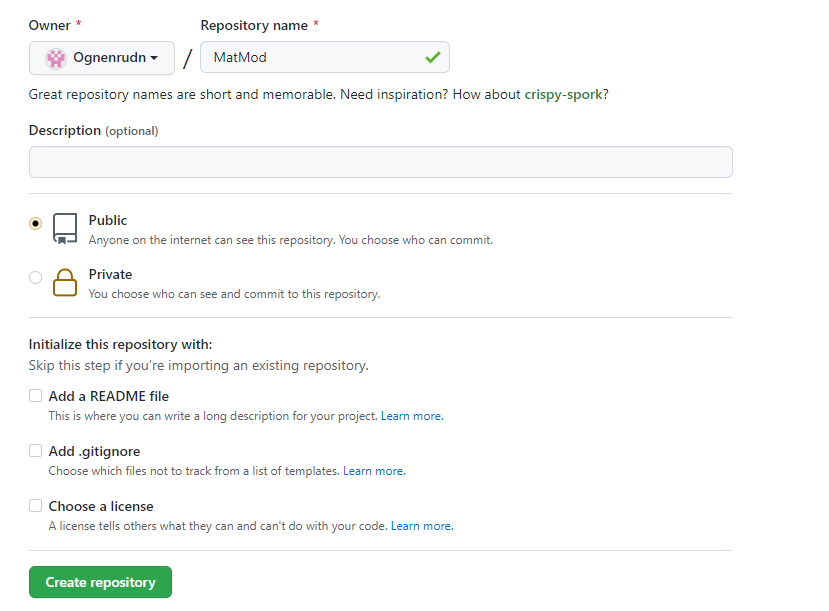 Owner * Repository name *
Ognenrudn / MatMod
Great repository names are short and memorable. Need inspiration? How about crispy-spork?
Description (optional)
Public
Anyone on the internet can see this repository. You choose who can commit.
Private
You choose who can see and commit to this repository.
Initialize this repository with:
Skip this step if you're importing an existing repository.
Add a README file
This is where you can write a long description for your project. Learn more.
Add .gitignore
Choose which files not to track from a list of templates. Learn more.
Choose a license
A license tells others what they can and can't do with your code. Learn more.
Create repository